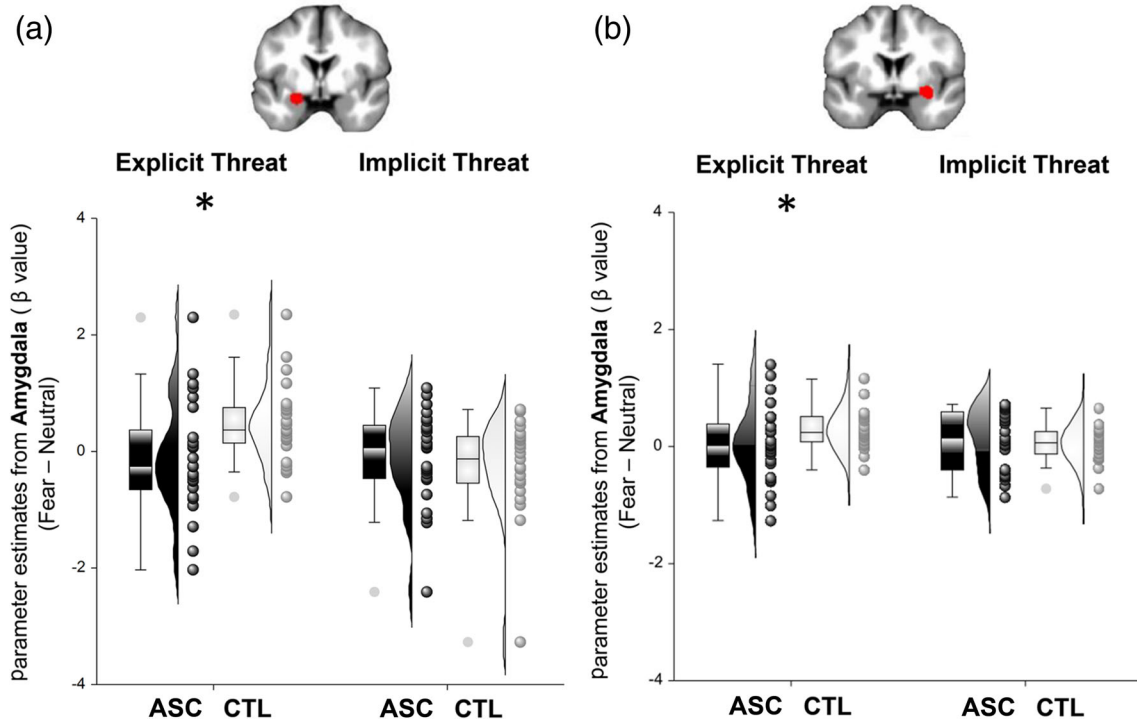 (a)
Explicit Threat
Implicit Threat
*
parameter estimates from Amygdala ( β value)
(Fear – Neutral)
4
2
0
-2
-4
ASC CTL
ASC CTL
(b)
Explicit Threat
Implicit Threat
*
parameter estimates from Amygdala ( β value)
(Fear – Neutral)
4
2
0
-2
-4
ASC CTL
ASC CTL